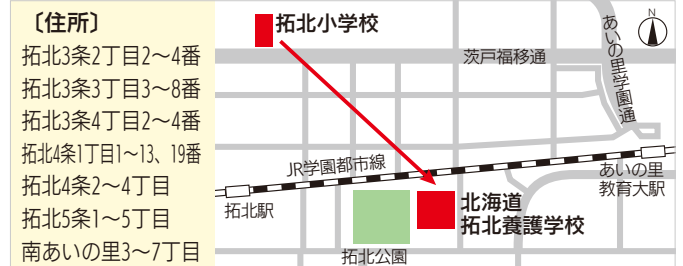 〔住所〕
拓北3条2丁目2〜4番
拓北3条3丁目3〜8番
拓北3条4丁目2〜4番
拓北4条1丁目1〜13、19番
拓北4条2〜4丁目
拓北5条1〜5丁目
南あいの里3〜7丁目
拓北小学校
N
茨戸福移通
あいの里学園通
JR学園都市線
拓北駅
あいの里
教育大駅
北海道
拓北養護学校
拓北公園